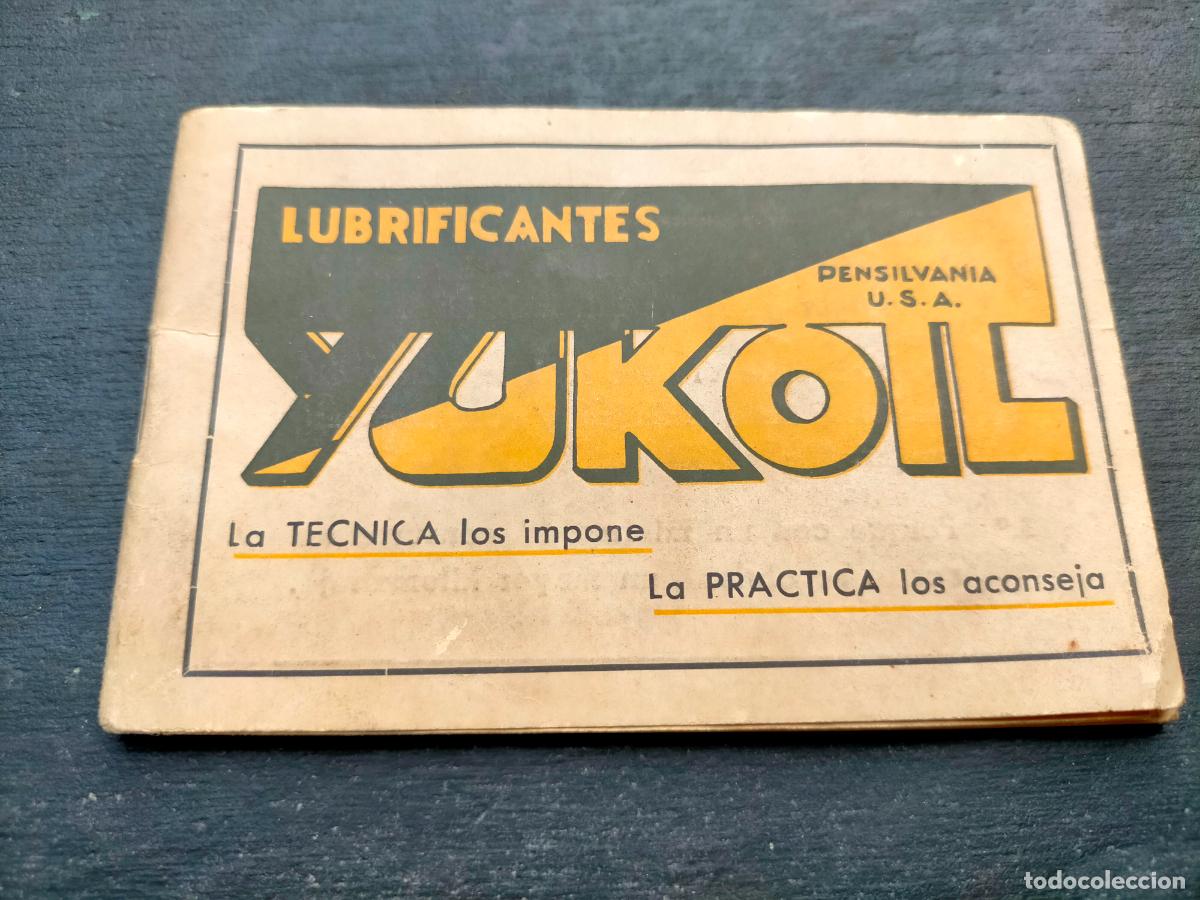 LUBRIFICANTES
PENSILVANIA
U.S.A.
YUKOIL
La TECNICA los impone
La PRACTICA los aconseja
todocoleccion